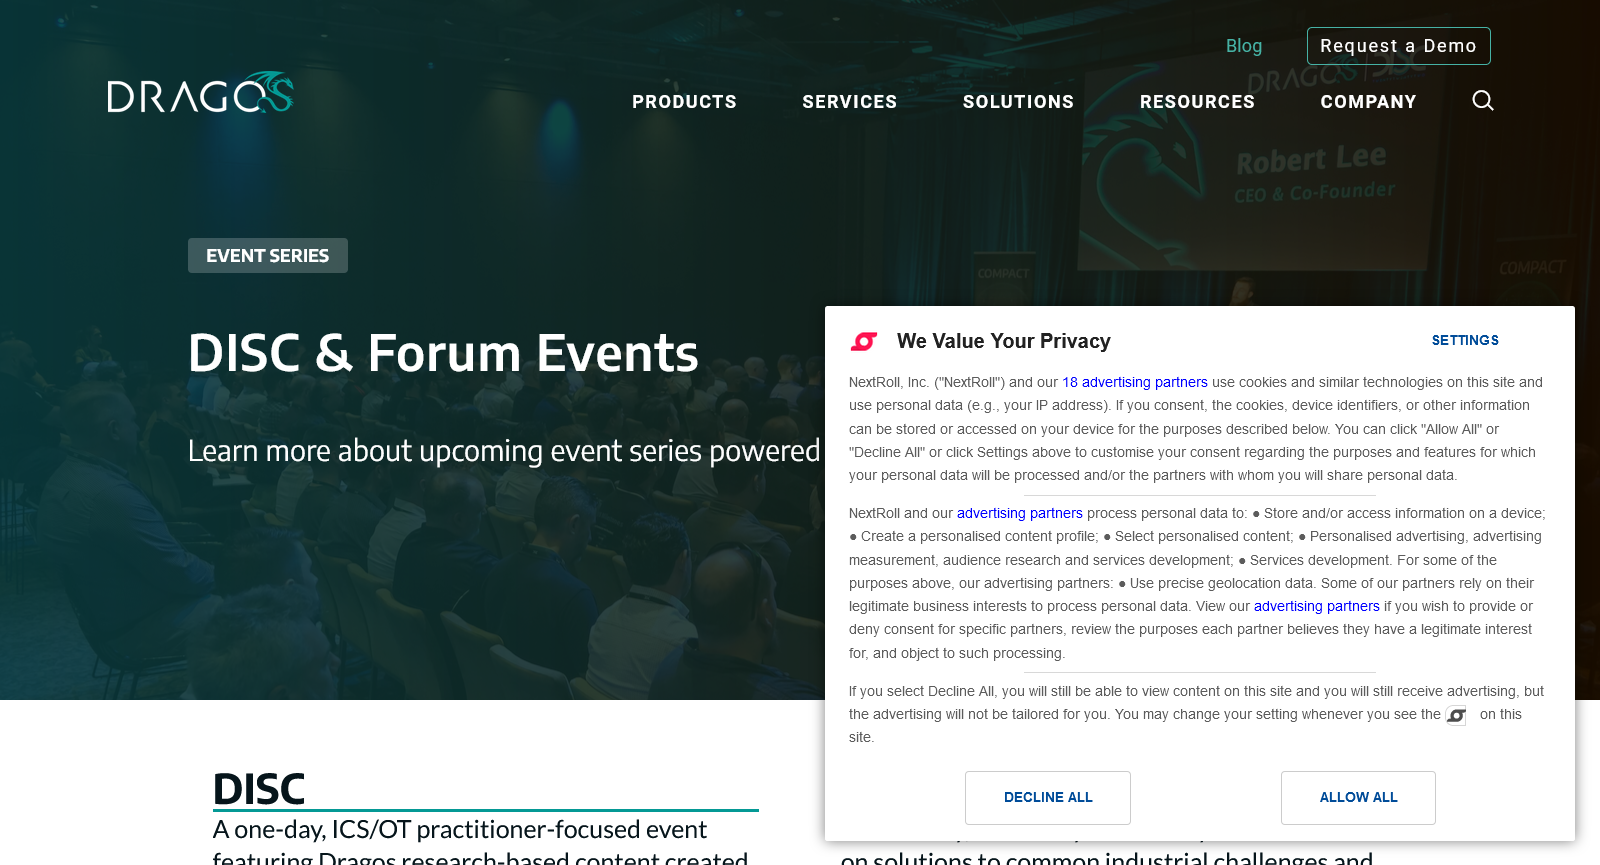 Blog
Request a Demo
DRAGOS
PRODUCTS
SERVICES
SOLUTIONS
RESOURCES
COMPANY
DRAGOS | DISC
Robert Lee
CEO & Co-Founder
COMPACT
COMPACT
EVENT SERIES
DISC & Forum Events
Learn more about upcoming event series powered
We Value Your Privacy
SETTINGS
NextRoll, Inc. ("NextRoll") and our 18 advertising partners use cookies and similar technologies on this site and
use personal data (e.g., your IP address). If you consent, the cookies, device identifiers, or other information
can be stored or accessed on your device for the purposes described below. You can click "Allow All" or
"Decline All" or click Settings above to customise your consent regarding the purposes and features for which
your personal data will be processed and/or the partners with whom you will share personal data.
NextRoll and our advertising partners process personal data to: ● Store and/or access information on a device;
● Create a personalised content profile; ● Select personalised content; ● Personalised advertising, advertising
measurement, audience research and services development; ● Services development. For some of the
purposes above, our advertising partners: ● Use precise geolocation data. Some of our partners rely on their
legitimate business interests to process personal data. View our advertising partners if you wish to provide or
deny consent for specific partners, review the purposes each partner believes they have a legitimate interest
for, and object to such processing.
If you select Decline All, you will still be able to view content on this site and you will still receive advertising, but
the advertising will not be tailored for you. You may change your setting whenever you see the on this
site.
DECLINE ALL
ALLOW ALL
DISC
A one-day, ICS/OT practitioner-focused event
featuring Dragos research-based content created
on solutions to common industrial challenges and